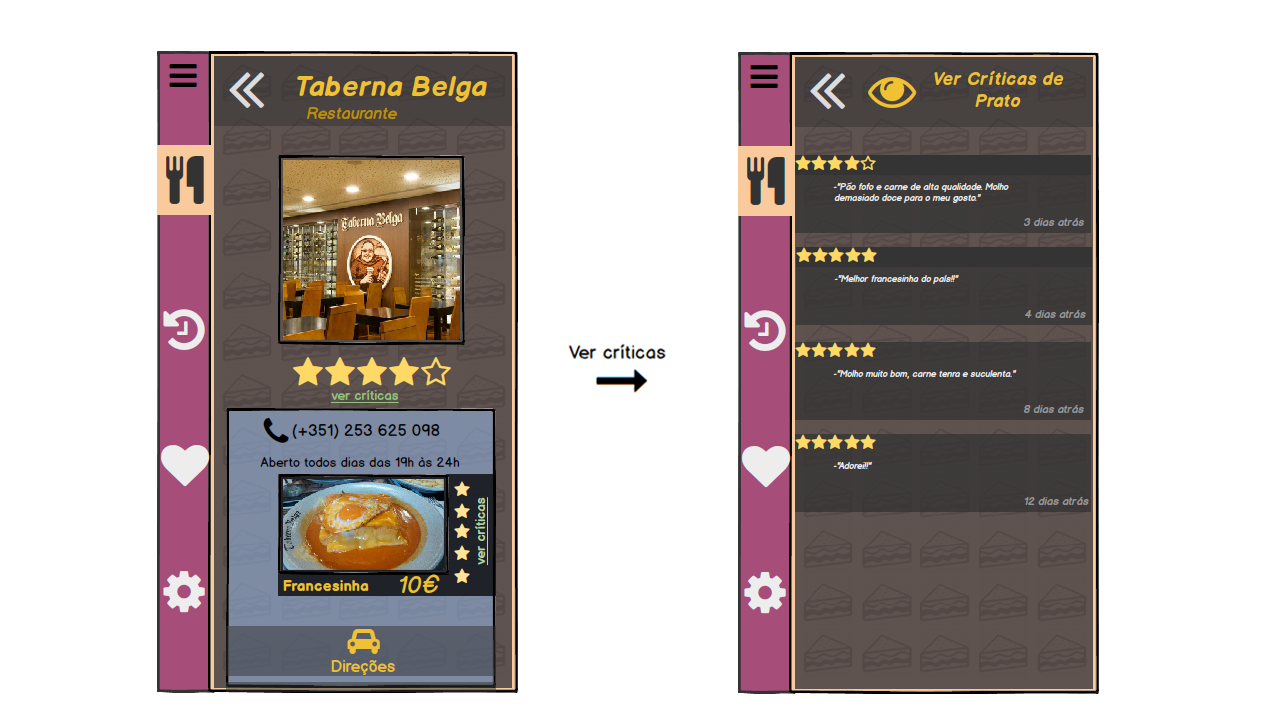 Taberna Belga
Restaurante
Taberna Belga
ver críticas
(+351) 253 625 098
Aberto todos dias das 19h às 24h
Taberna Belga
ver críticas
Francesinha 10€
Direções
Ver críticas
Ver Críticas de
Prato
-"Pão fofo e carne de alta qualidade. Molho
demasiado doce para o meu gosto."
3 dias atrás
-"Melhor francesinha do país!!"
4 dias atrás
-"Molho muito bom, carne tenra e suculenta."
8 dias atrás
-"Adorei!!"
12 dias atrás